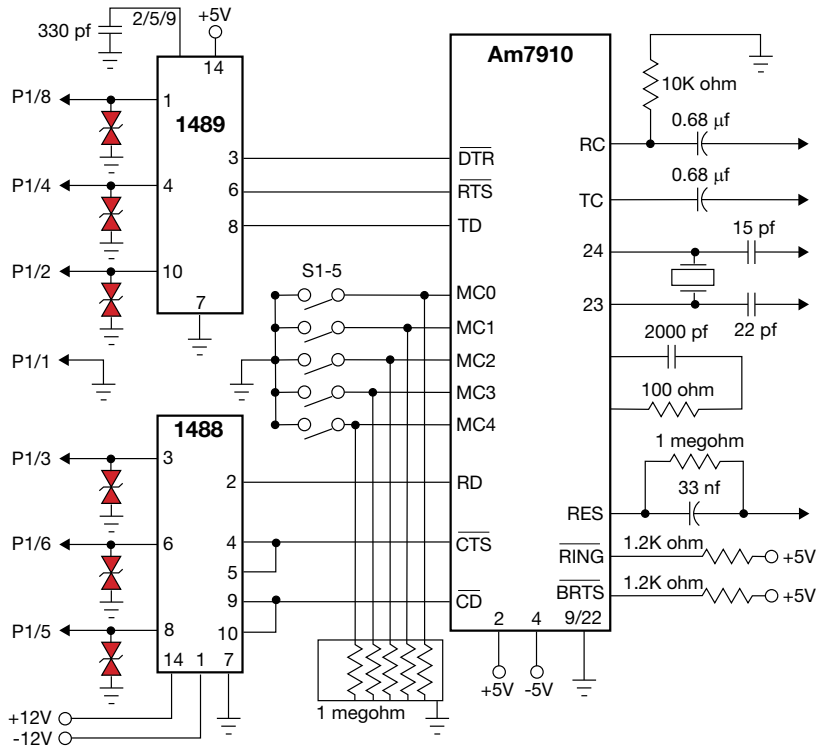 330 pf
2/5/9
+5V
14
P1/8
1
1489
3
P1/4
4
6
8
P1/2
10
7
P1/1
1488
P1/3
3
2
P1/6
6
4
5
9
P1/5
8
10
14
1
7
+12V
-12V
S1-5
1 megohm
Am7910
DTR
RTS
TD
MC0
MC1
MC2
MC3
MC4
RD
CTS
CD
RC
TC
24
23
RES
RING
BRTS
2
4
9/22
+5V
-5V
10K ohm
0.68 µf
0.68 µf
15 pf
22 pf
2000 pf
100 ohm
1 megohm
33 nf
1.2K ohm
+5V
1.2K ohm
+5V